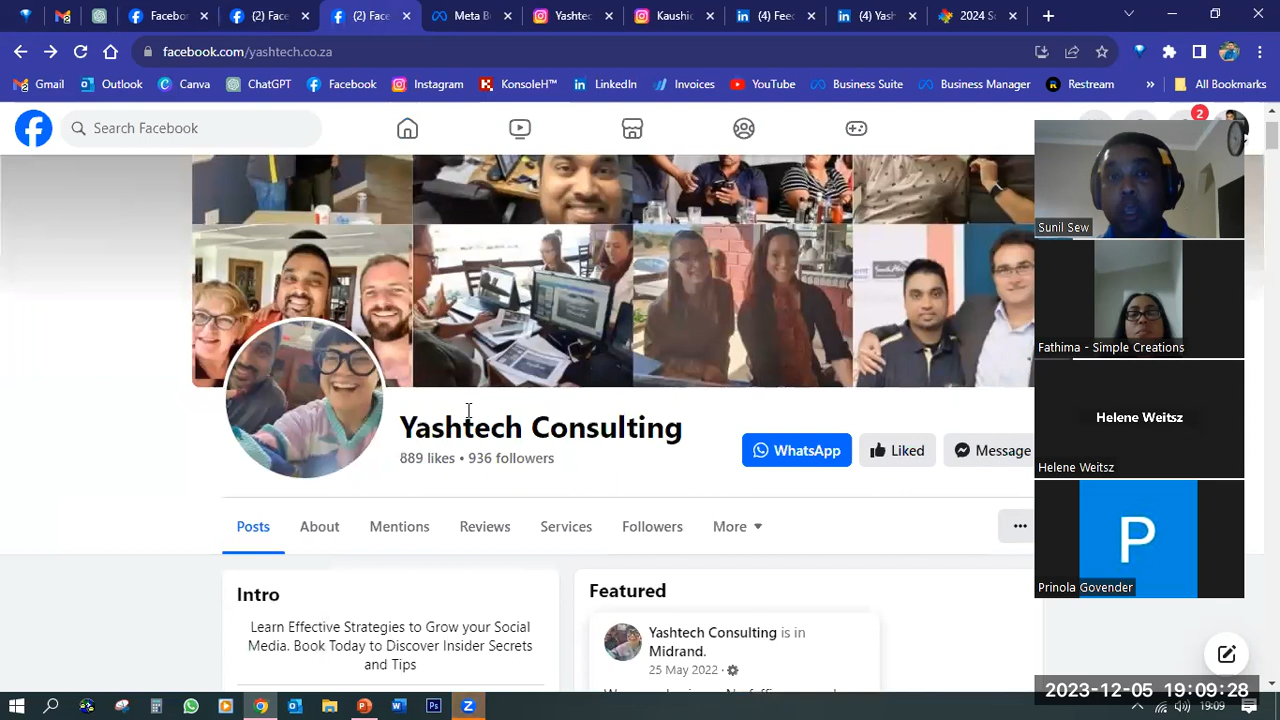 Facebo
(2) Face
(2) Face
Meta B
Yashtec
Kaushic
(4) Feed
(4) Yash
2024 S
facebook.com/yashtech.co.za
Gmail
Outlook
Canva
ChatGPT
Facebook
Instagram
KonsoleH™
LinkedIn
Invoices
YouTube
Business Suite
Business Manager
Restream
»
All Bookmarks
Search Facebook
2
Sunil Sew
Fathima - Simple Creations
Helene Weitsz
Helene Weitsz
P
Prinola Govender
Yashtech Consulting
889 likes • 936 followers
WhatsApp
Liked
Message
Posts
About
Mentions
Reviews
Services
Followers
More
Intro
Learn Effective Strategies to Grow your Social
Media. Book Today to Discover Insider Secrets
and Tips
Featured
Yashtech Consulting is in
Midrand.
25 May 2022 ·
2023-12-05 19:09:28
19:09